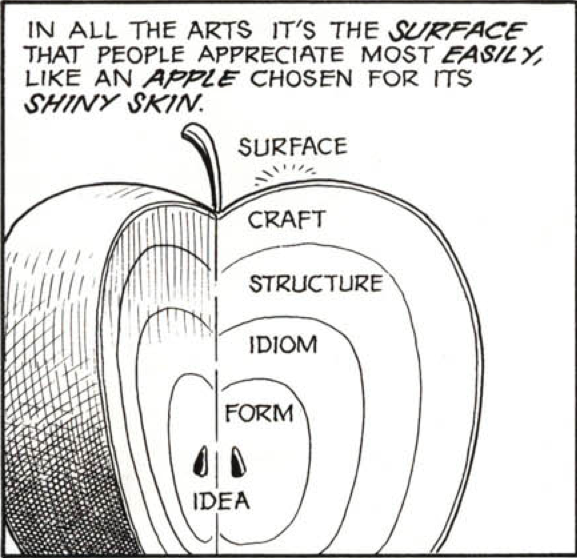 IN ALL THE ARTS IT'S THE SURFACE
THAT PEOPLE APPRECIATE MOST EASILY,
LIKE AN APPLE CHOSEN FOR ITS
SHINY SKIN.
SURFACE
CRAFT
STRUCTURE
IDIOM
FORM
IDEA